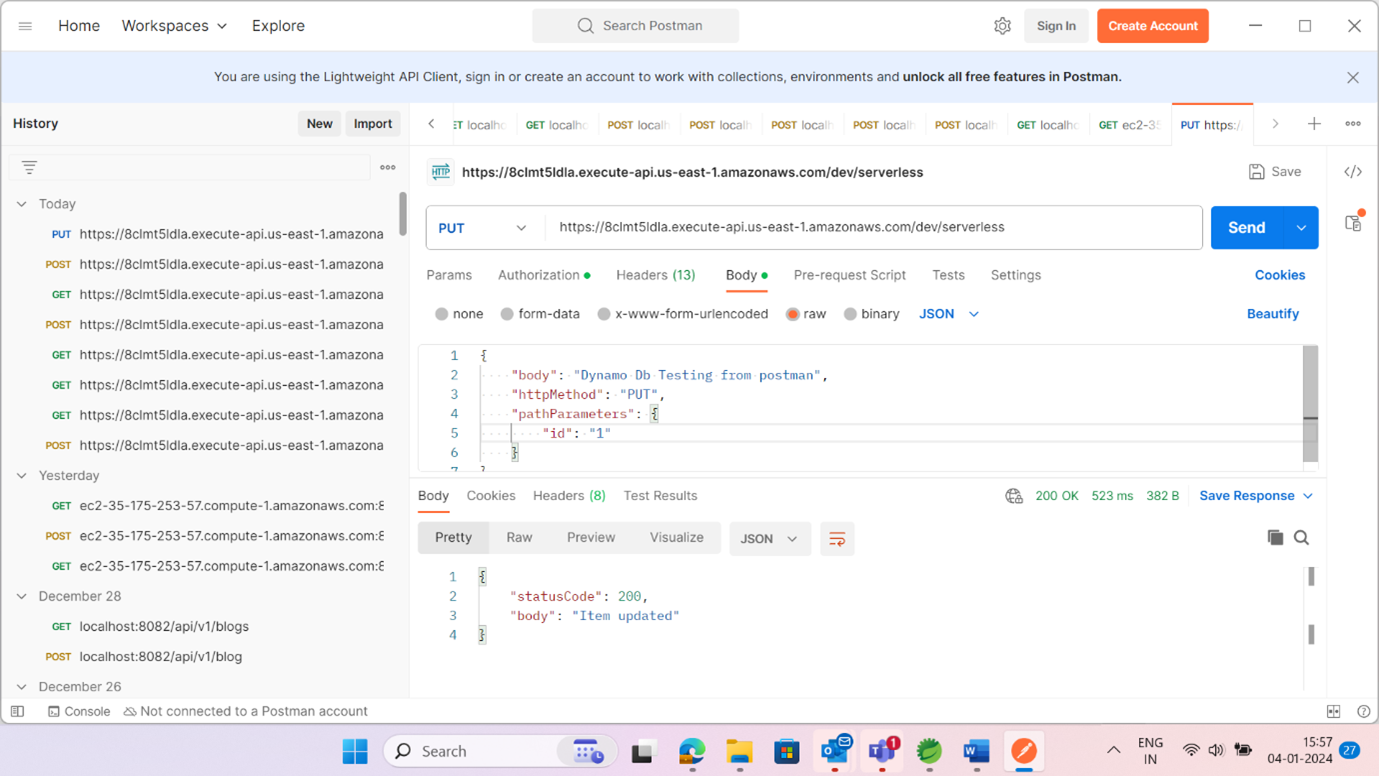 Home Workspaces Explore Search Postman Sign In Create Account
You are using the Lightweight API Client, sign in or create an account to work with collections, environments and unlock all free features in Postman.
History New Import
ET localho GET localho POST localh POST localh POST localh POST localh POST localh GET localho GET ec2-35 PUT https:/
HTTP https://8clmt5ldla.execute-api.us-east-1.amazonaws.com/dev/serverless Save
Today
PUT https://8clmt5ldla.execute-api.us-east-1.amazona
POST https://8clmt5ldla.execute-api.us-east-1.amazona
GET https://8clmt5ldla.execute-api.us-east-1.amazona
POST https://8clmt5ldla.execute-api.us-east-1.amazona
GET https://8clmt5ldla.execute-api.us-east-1.amazona
GET https://8clmt5ldla.execute-api.us-east-1.amazona
GET https://8clmt5ldla.execute-api.us-east-1.amazona
POST https://8clmt5ldla.execute-api.us-east-1.amazona
Yesterday
GET ec2-35-175-253-57.compute-1.amazonaws.com:8
POST ec2-35-175-253-57.compute-1.amazonaws.com:8
GET ec2-35-175-253-57.compute-1.amazonaws.com:8
December 28
GET localhost:8082/api/v1/blogs
POST localhost:8082/api/v1/blog
December 26
PUT https://8clmt5ldla.execute-api.us-east-1.amazonaws.com/dev/serverless Send
Params Authorization Headers (13) Body Pre-request Script Tests Settings Cookies
none form-data x-www-form-urlencoded raw binary JSON Beautify
1 {
2 "body": "Dynamo Db Testing from postman",
3 "httpMethod": "PUT",
4 "pathParameters": {
5 "id": "1"
6 }
7 }
Body Cookies Headers (8) Test Results 200 OK 523 ms 382 B Save Response
Pretty Raw Preview Visualize JSON
1 {
2 "statusCode": 200,
3 "body": "Item updated"
4 }
Console Not connected to a Postman account
Search 1 ENG 15:57
IN 04-01-2024 27